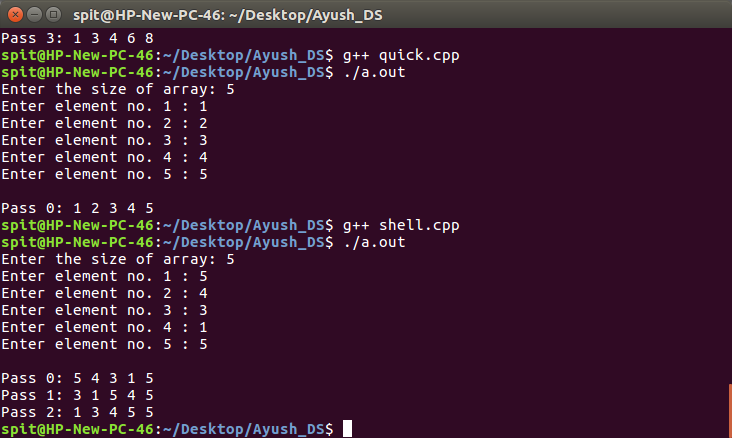 spit@HP-New-PC-46: ~/Desktop/Ayush_DS
Pass 3: 1 3 4 6 8
spit@HP-New-PC-46:~/Desktop/Ayush_DS$ g++ quick.cpp
spit@HP-New-PC-46:~/Desktop/Ayush_DS$ ./a.out
Enter the size of array: 5
Enter element no. 1 : 1
Enter element no. 2 : 2
Enter element no. 3 : 3
Enter element no. 4 : 4
Enter element no. 5 : 5

Pass 0: 1 2 3 4 5
spit@HP-New-PC-46:~/Desktop/Ayush_DS$ g++ shell.cpp
spit@HP-New-PC-46:~/Desktop/Ayush_DS$ ./a.out
Enter the size of array: 5
Enter element no. 1 : 5
Enter element no. 2 : 4
Enter element no. 3 : 3
Enter element no. 4 : 1
Enter element no. 5 : 5

Pass 0: 5 4 3 1 5
Pass 1: 3 1 5 4 5
Pass 2: 1 3 4 5 5
spit@HP-New-PC-46:~/Desktop/Ayush_DS$